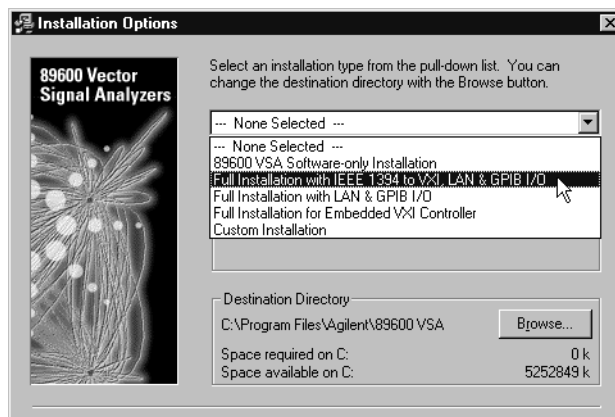 Installation Options
89600 Vector
Signal Analyzers
Select an installation type from the pull-down list. You can
change the destination directory with the Browse button.
--- None Selected ---
--- None Selected ---
89600 VSA Software-only Installation
Full Installation with IEEE 1394 to VXI, LAN & GPIB I/O
Full Installation with LAN & GPIB I/O
Full Installation for Embedded VXI Controller
Custom Installation
Destination Directory
C:\Program Files\Agilent\89600 VSA
Browse...
Space required on C: 0 k
Space available on C: 5252849 k